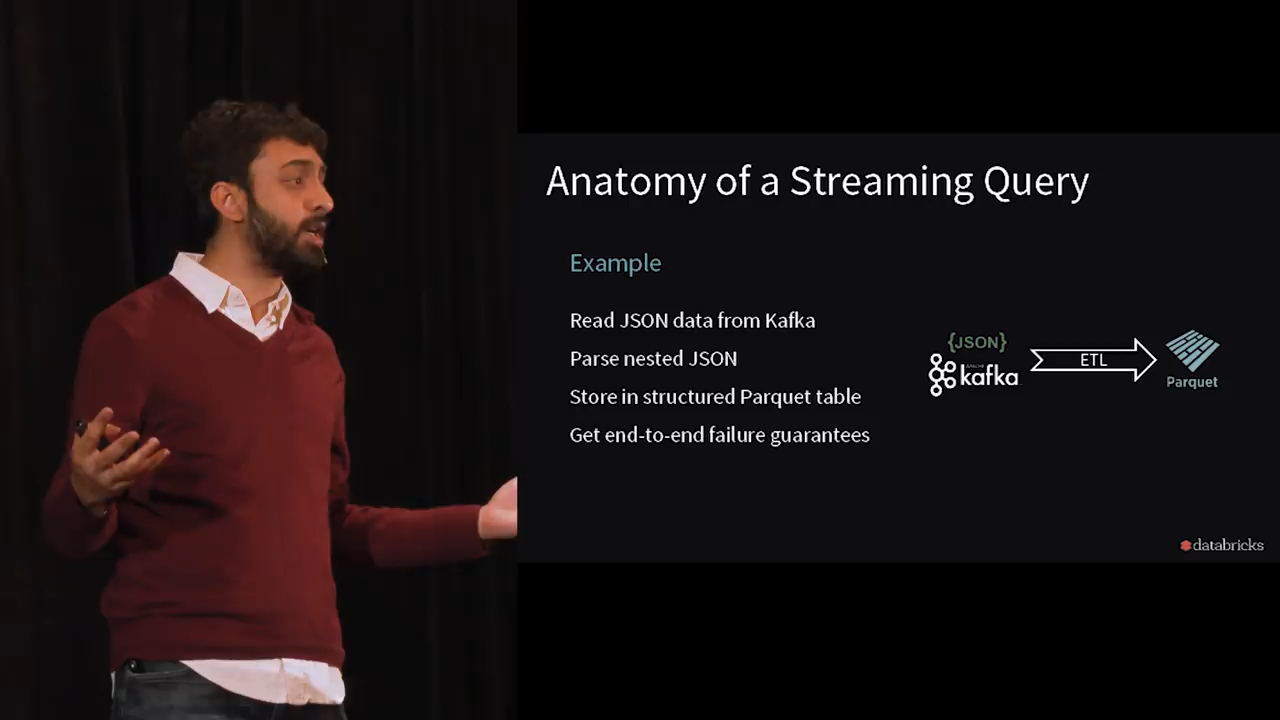 Anatomy of a Streaming Query
Example
Read JSON data from Kafka
Parse nested JSON
Store in structured Parquet table
Get end-to-end failure guarantees
{JSON}
APACHE
kafka
ETL
Parquet
databricks